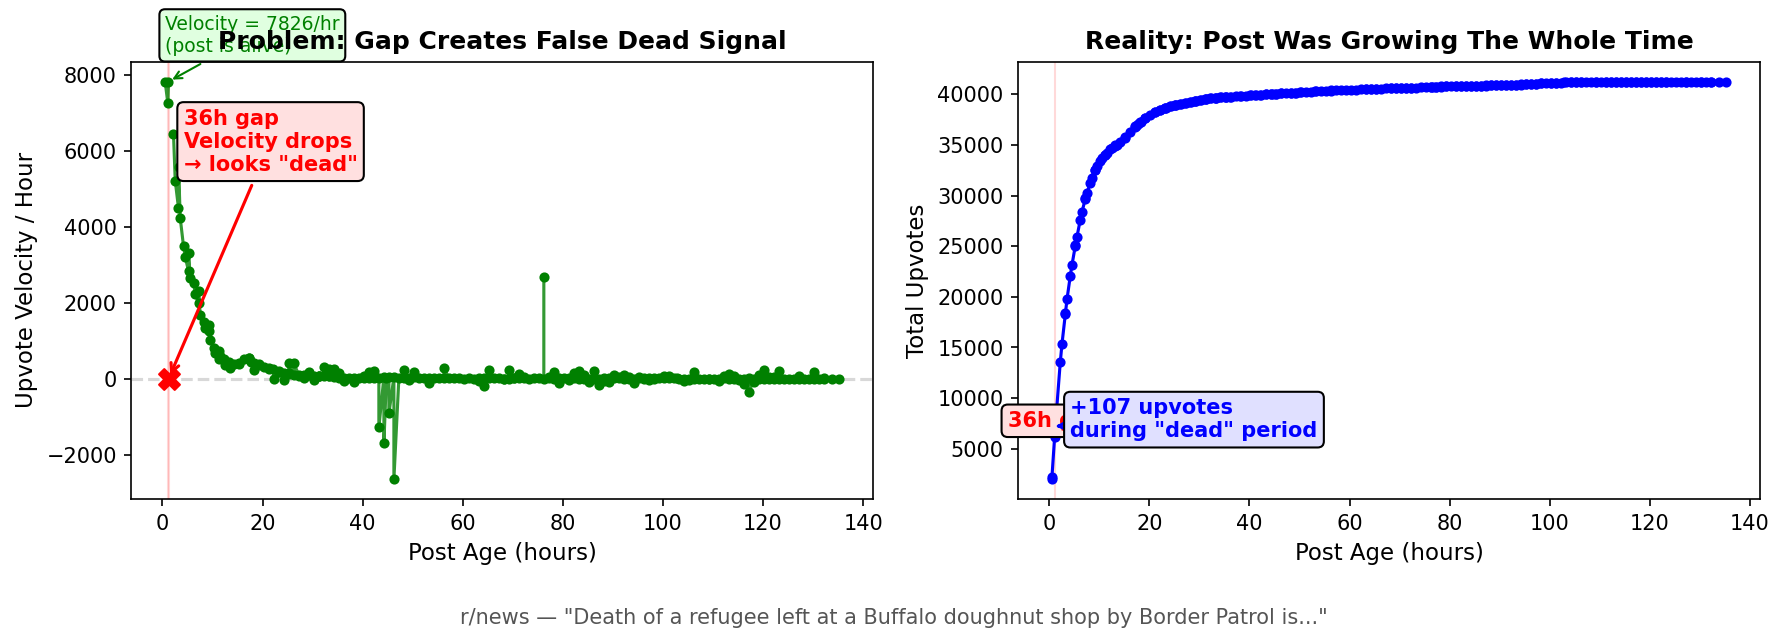 Velocity = 7826/hr
(post is alive)
Problem: Gap Creates False Dead Signal
36h gap
Velocity drops
→ looks "dead"
Upvote Velocity / Hour
8000
6000
4000
2000
0
−2000
0 20 40 60 80 100 120 140
Post Age (hours)
Reality: Post Was Growing The Whole Time
Total Upvotes
40000
35000
30000
25000
20000
15000
10000
5000
36h
+107 upvotes
during "dead" period
0 20 40 60 80 100 120 140
Post Age (hours)
r/news — "Death of a refugee left at a Buffalo doughnut shop by Border Patrol is..."